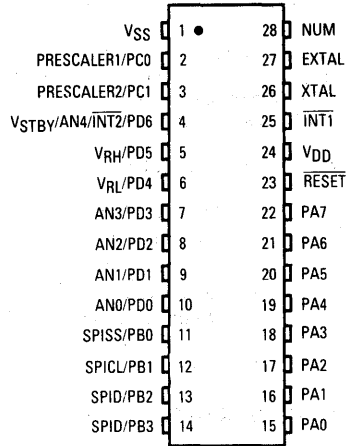 VSS 1 28 NUM
PRESCALER1/PC0 2 27 EXTAL
PRESCALER2/PC1 3 26 XTAL
VSTBY/AN4/INT2/PD6 4 25 INT1
VRH/PD5 5 24 VDD
VRL/PD4 6 23 RESET
AN3/PD3 7 22 PA7
AN2/PD2 8 21 PA6
AN1/PD1 9 20 PA5
AN0/PD0 10 19 PA4
SPISS/PB0 11 18 PA3
SPICL/PB1 12 17 PA2
SPID/PB2 13 16 PA1
SPID/PB3 14 15 PA0